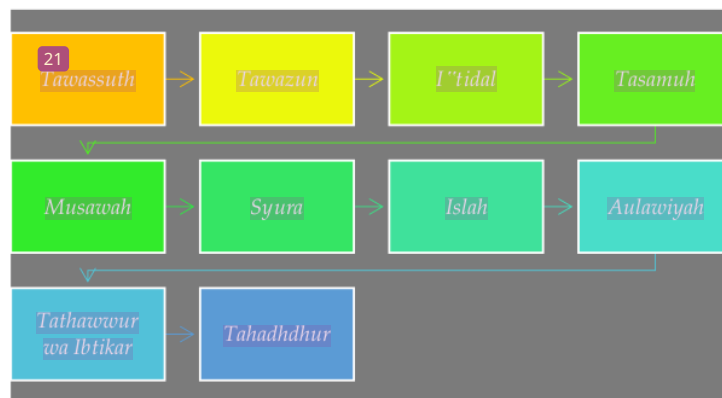 21
Tawassuth
Tawazun
I'’tidal
Tasamuh
Musawah
Syura
Islah
Aulawiyah
Tathawwur
wa Ibtikar
Tahadhdhur